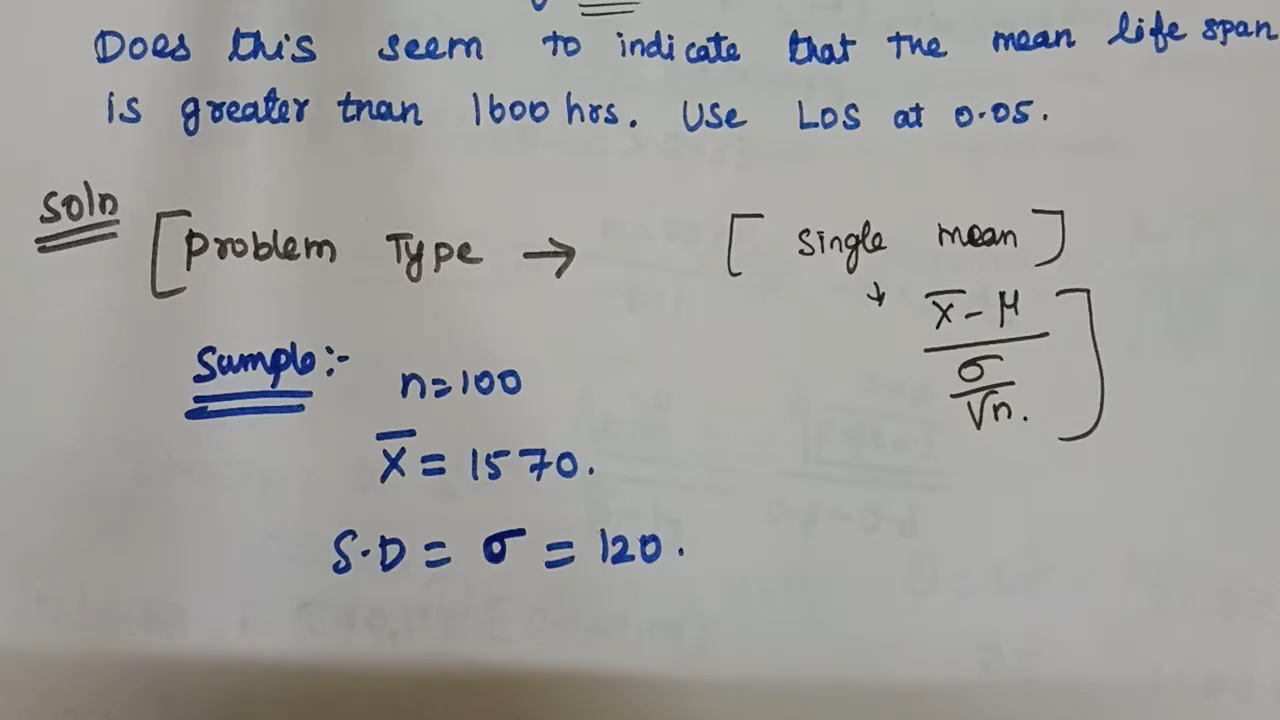 Does this seem to indicate that the mean life span
is greater than 1600 hrs. Use LOS at 0.05.
Soln
[Problem Type → [Single mean]
↓ x̄ - μ
σ
√n.
Sample:-
n=100
x̄ = 1570.
S.D = σ = 120.